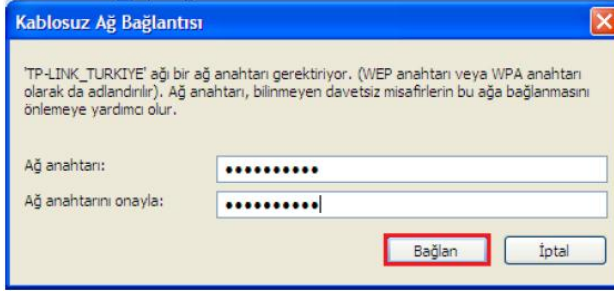 Kablosuz Ağ Bağlantısı
'TP-LINK_TURKIYE' ağı bir ağ anahtarı gerektiriyor. (WEP anahtarı veya WPA anahtarı
olarak da adlandırılır). Ağ anahtarı, bilinmeyen davetsiz misafirlerin bu ağa bağlanmasını
önlemeye yardımcı olur.
Ağ anahtarı: ••••••••••
Ağ anahtarını onayla: ••••••••••
Bağlan İptal